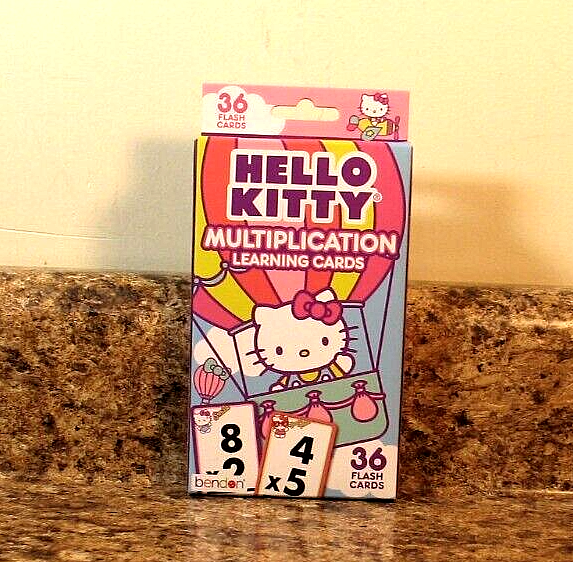 36
FLASH
CARDS
HELLO
KITTY®
MULTIPLICATION
LEARNING CARDS
8
x2
4
x5
36
FLASH
CARDS
bendon